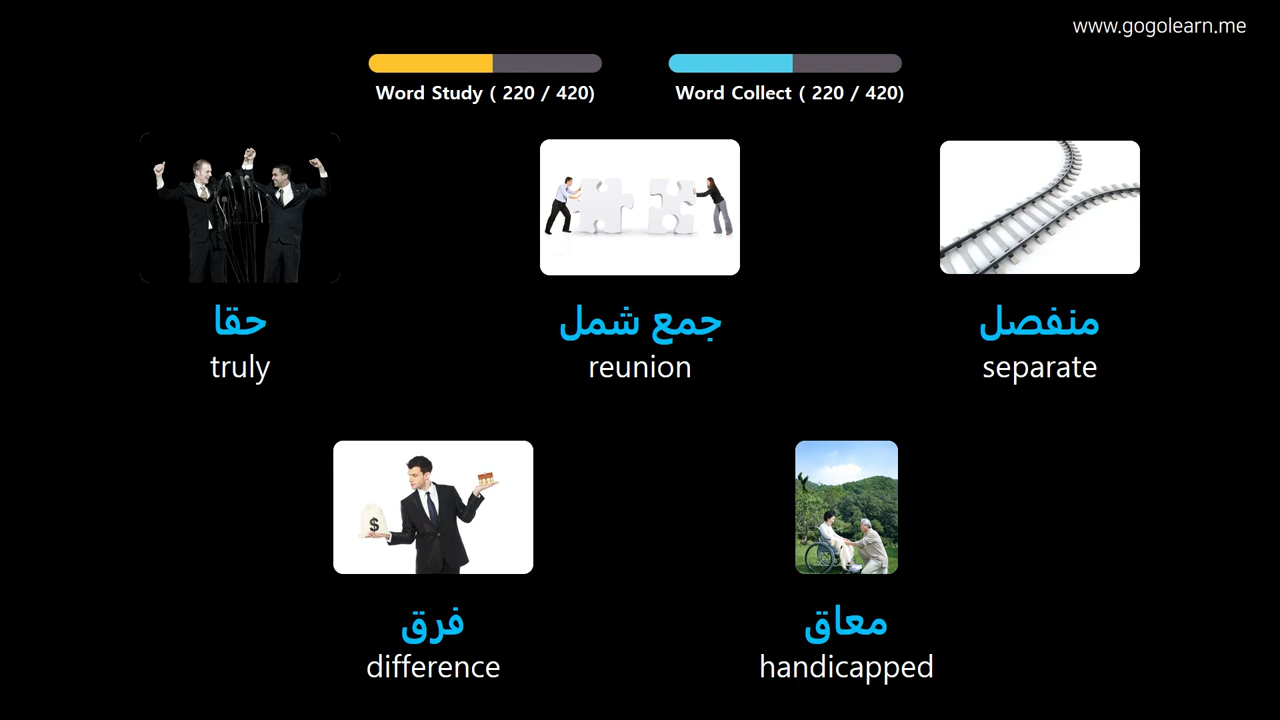 www.gogolearn.me
Word Study ( 220 / 420)
Word Collect ( 220 / 420)
حقا
truly
جمع شمل
reunion
منفصل
separate
$
فرق
difference
معاق
handicapped